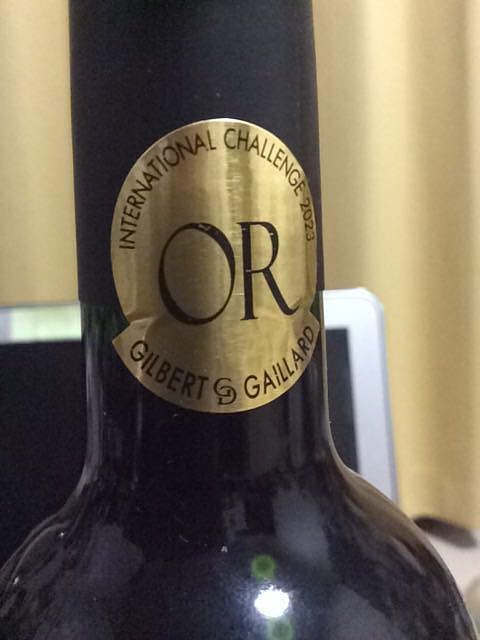 INTERNATIONAL CHALLENGE 2023
OR
GILBERT GG GAILLARD